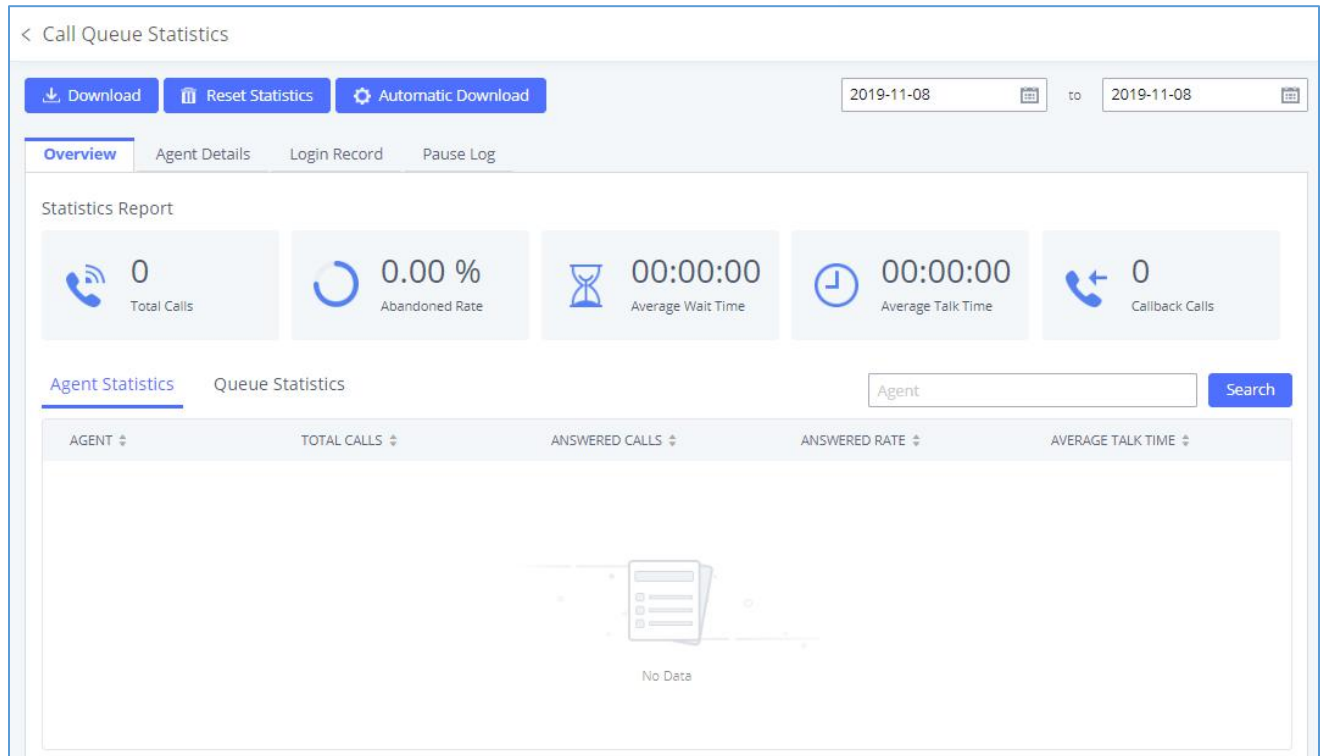 < Call Queue Statistics
Download Reset Statistics Automatic Download 2019-11-08 to 2019-11-08
Overview Agent Details Login Record Pause Log
Statistics Report
0 0.00 % 00:00:00 00:00:00 0
Total Calls Abandoned Rate Average Wait Time Average Talk Time Callback Calls
Agent Statistics Queue Statistics Agent Search
AGENT TOTAL CALLS ANSWERED CALLS ANSWERED RATE AVERAGE TALK TIME
No Data